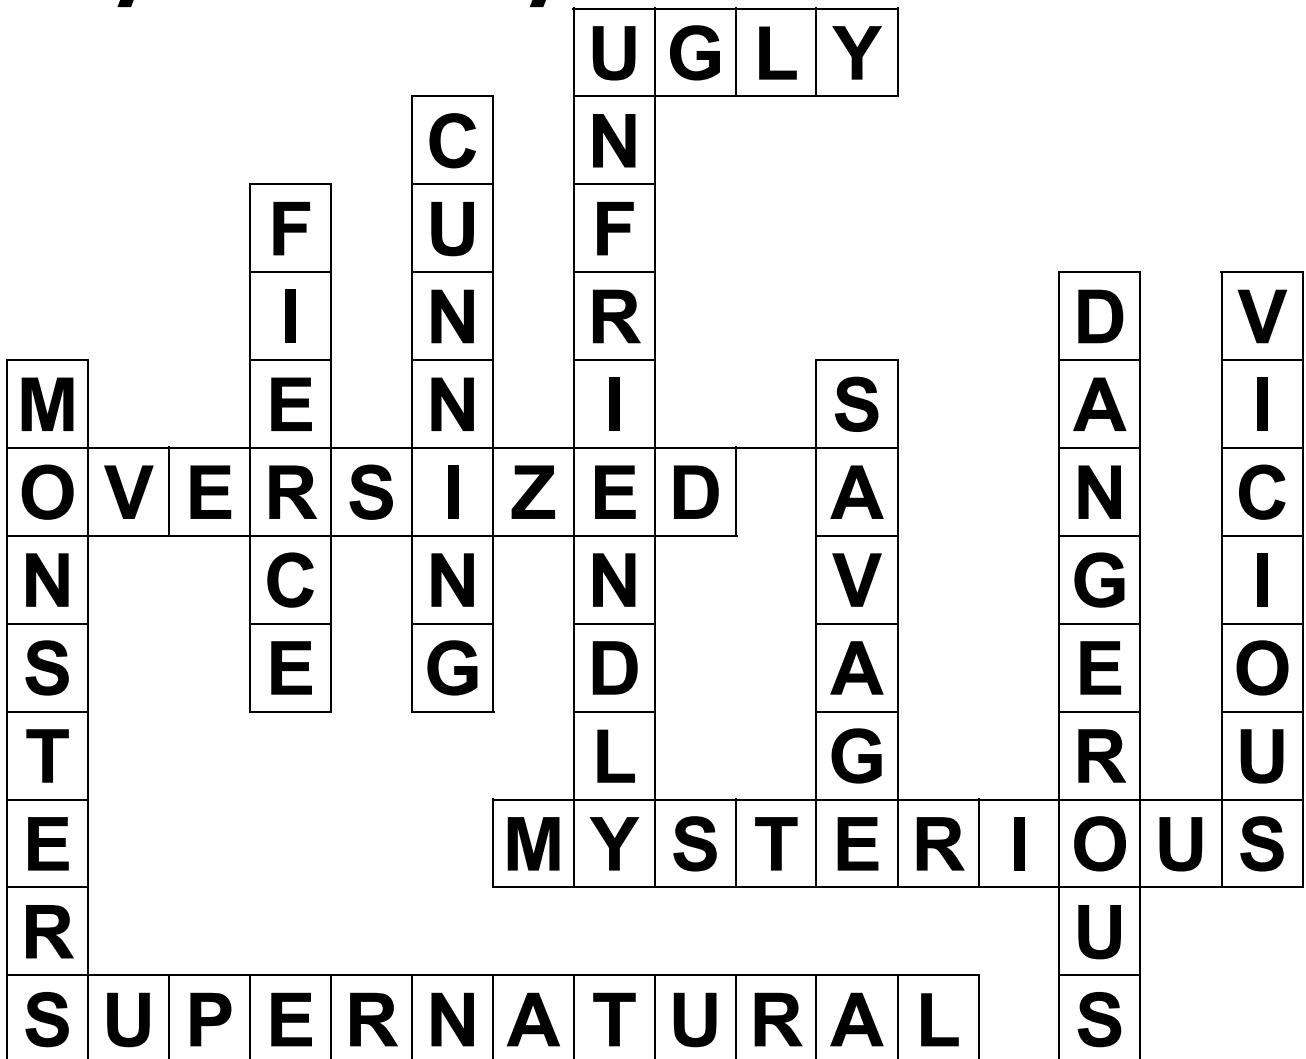 UGLY
UNFRIENDLY
CUNNING
FIERCE
DANGEROUS
VICIOUS
MONSTERS
SAVAGE
OVERSIZED
MYSTERIOUS
SUPERNATURAL